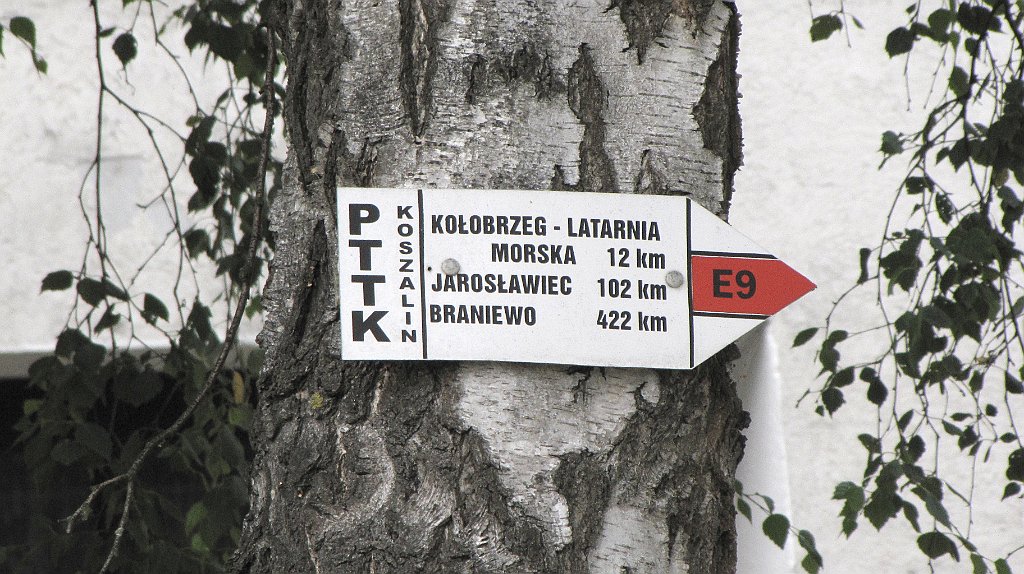 PTTK
KOSZALIN
KOŁOBRZEG - LATARNIA
MORSKA 12 km
JAROSŁAWIEC 102 km
BRANIEWO 422 km
E9